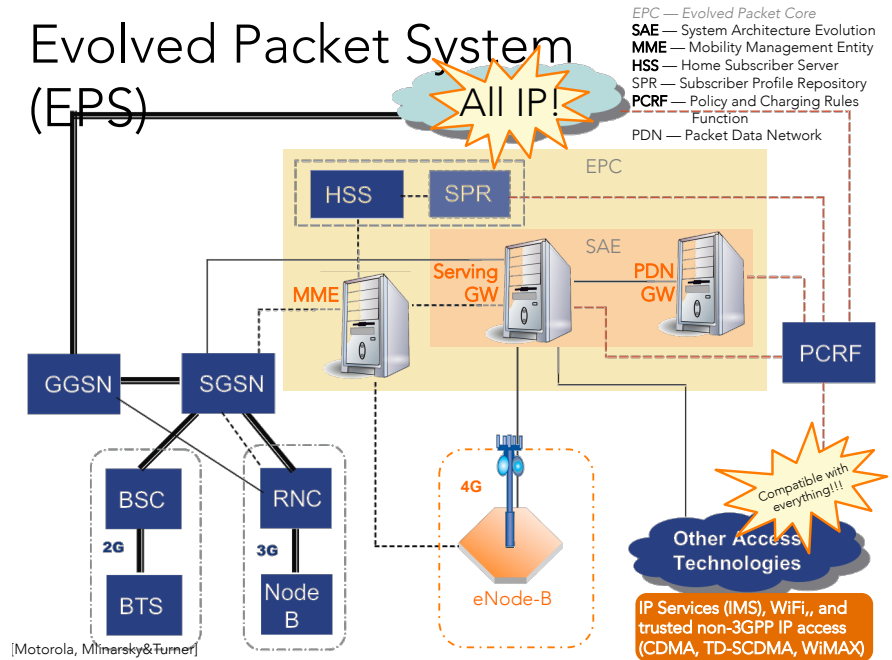 Evolved Packet System
(EPS)
EPC — Evolved Packet Core
SAE — System Architecture Evolution
MME — Mobility Management Entity
HSS — Home Subscriber Server
SPR — Subscriber Profile Repository
PCRF — Policy and Charging Rules
Function
PDN — Packet Data Network
All IP!
EPC
HSS
SPR
SAE
MME
Serving
GW
PDN
GW
PCRF
GGSN
SGSN
BSC
RNC
4G
Compatible with
everything!!!
2G
3G
Other Access
Technologies
BTS
Node
B
eNode-B
IP Services (IMS), WiFi,, and
trusted non-3GPP IP access
(CDMA, TD-SCDMA, WiMAX)
[Motorola, Mlinarsky&Turner]